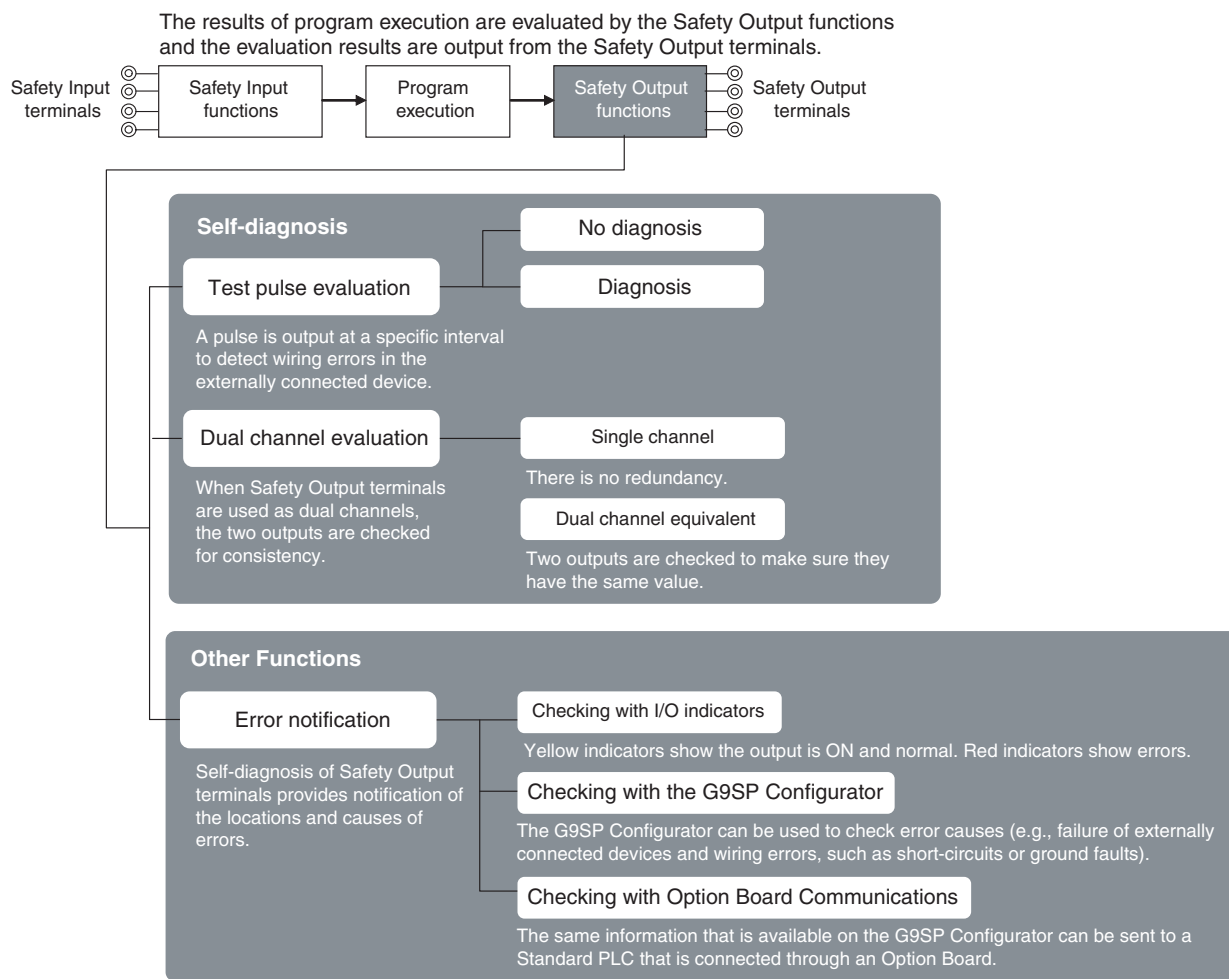 The results of program execution are evaluated by the Safety Output functions
and the evaluation results are output from the Safety Output terminals.
Safety Input
terminals
Safety Input
functions
Program
execution
Safety Output
functions
Safety Output
terminals
Self-diagnosis
Test pulse evaluation
No diagnosis
Diagnosis
A pulse is output at a specific interval
to detect wiring errors in the
externally connected device.
Dual channel evaluation
Single channel
There is no redundancy.
When Safety Output terminals
are used as dual channels,
the two outputs are checked
for consistency.
Dual channel equivalent
Two outputs are checked to make sure they
have the same value.
Other Functions
Error notification
Self-diagnosis of Safety Output
terminals provides notification of
the locations and causes of
errors.
Checking with I/O indicators
Yellow indicators show the output is ON and normal. Red indicators show errors.
Checking with the G9SP Configurator
The G9SP Configurator can be used to check error causes (e.g., failure of externally
connected devices and wiring errors, such as short-circuits or ground faults).
Checking with Option Board Communications
The same information that is available on the G9SP Configurator can be sent to a
Standard PLC that is connected through an Option Board.